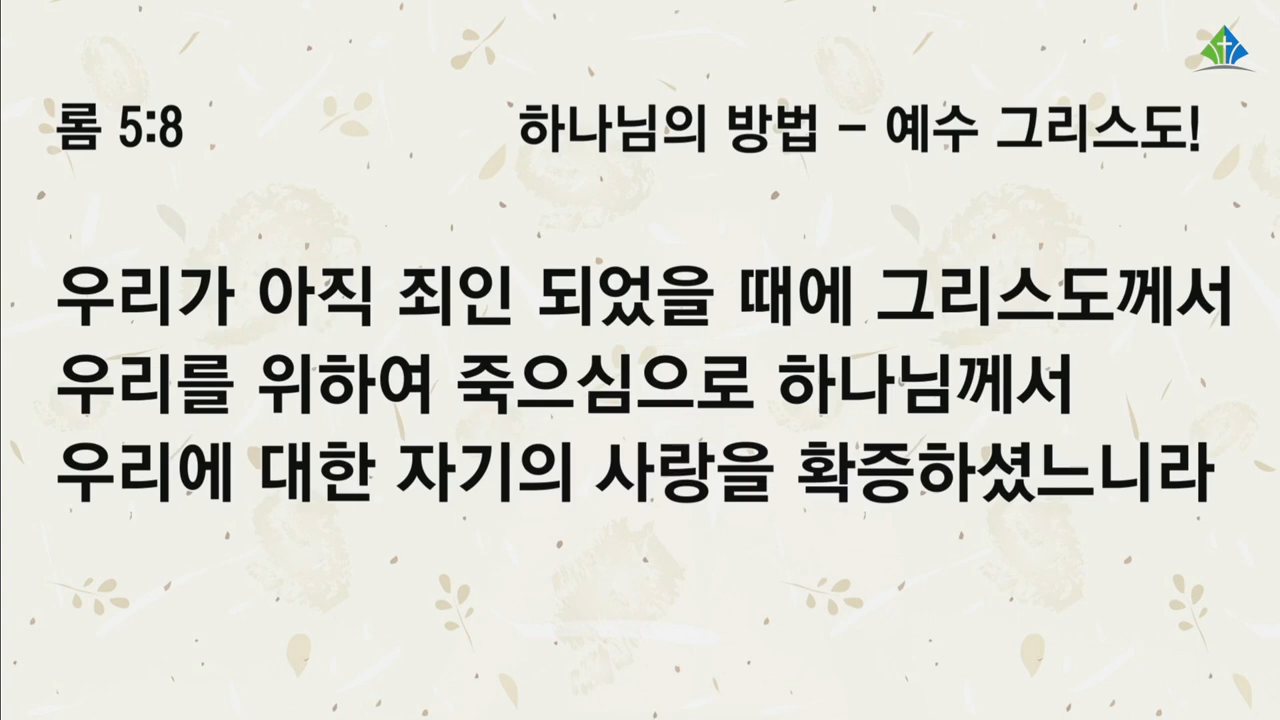 롬 5:8 하나님의 방법 - 예수 그리스도!
우리가 아직 죄인 되었을 때에 그리스도께서
우리를 위하여 죽으심으로 하나님께서
우리에 대한 자기의 사랑을 확증하셨느니라